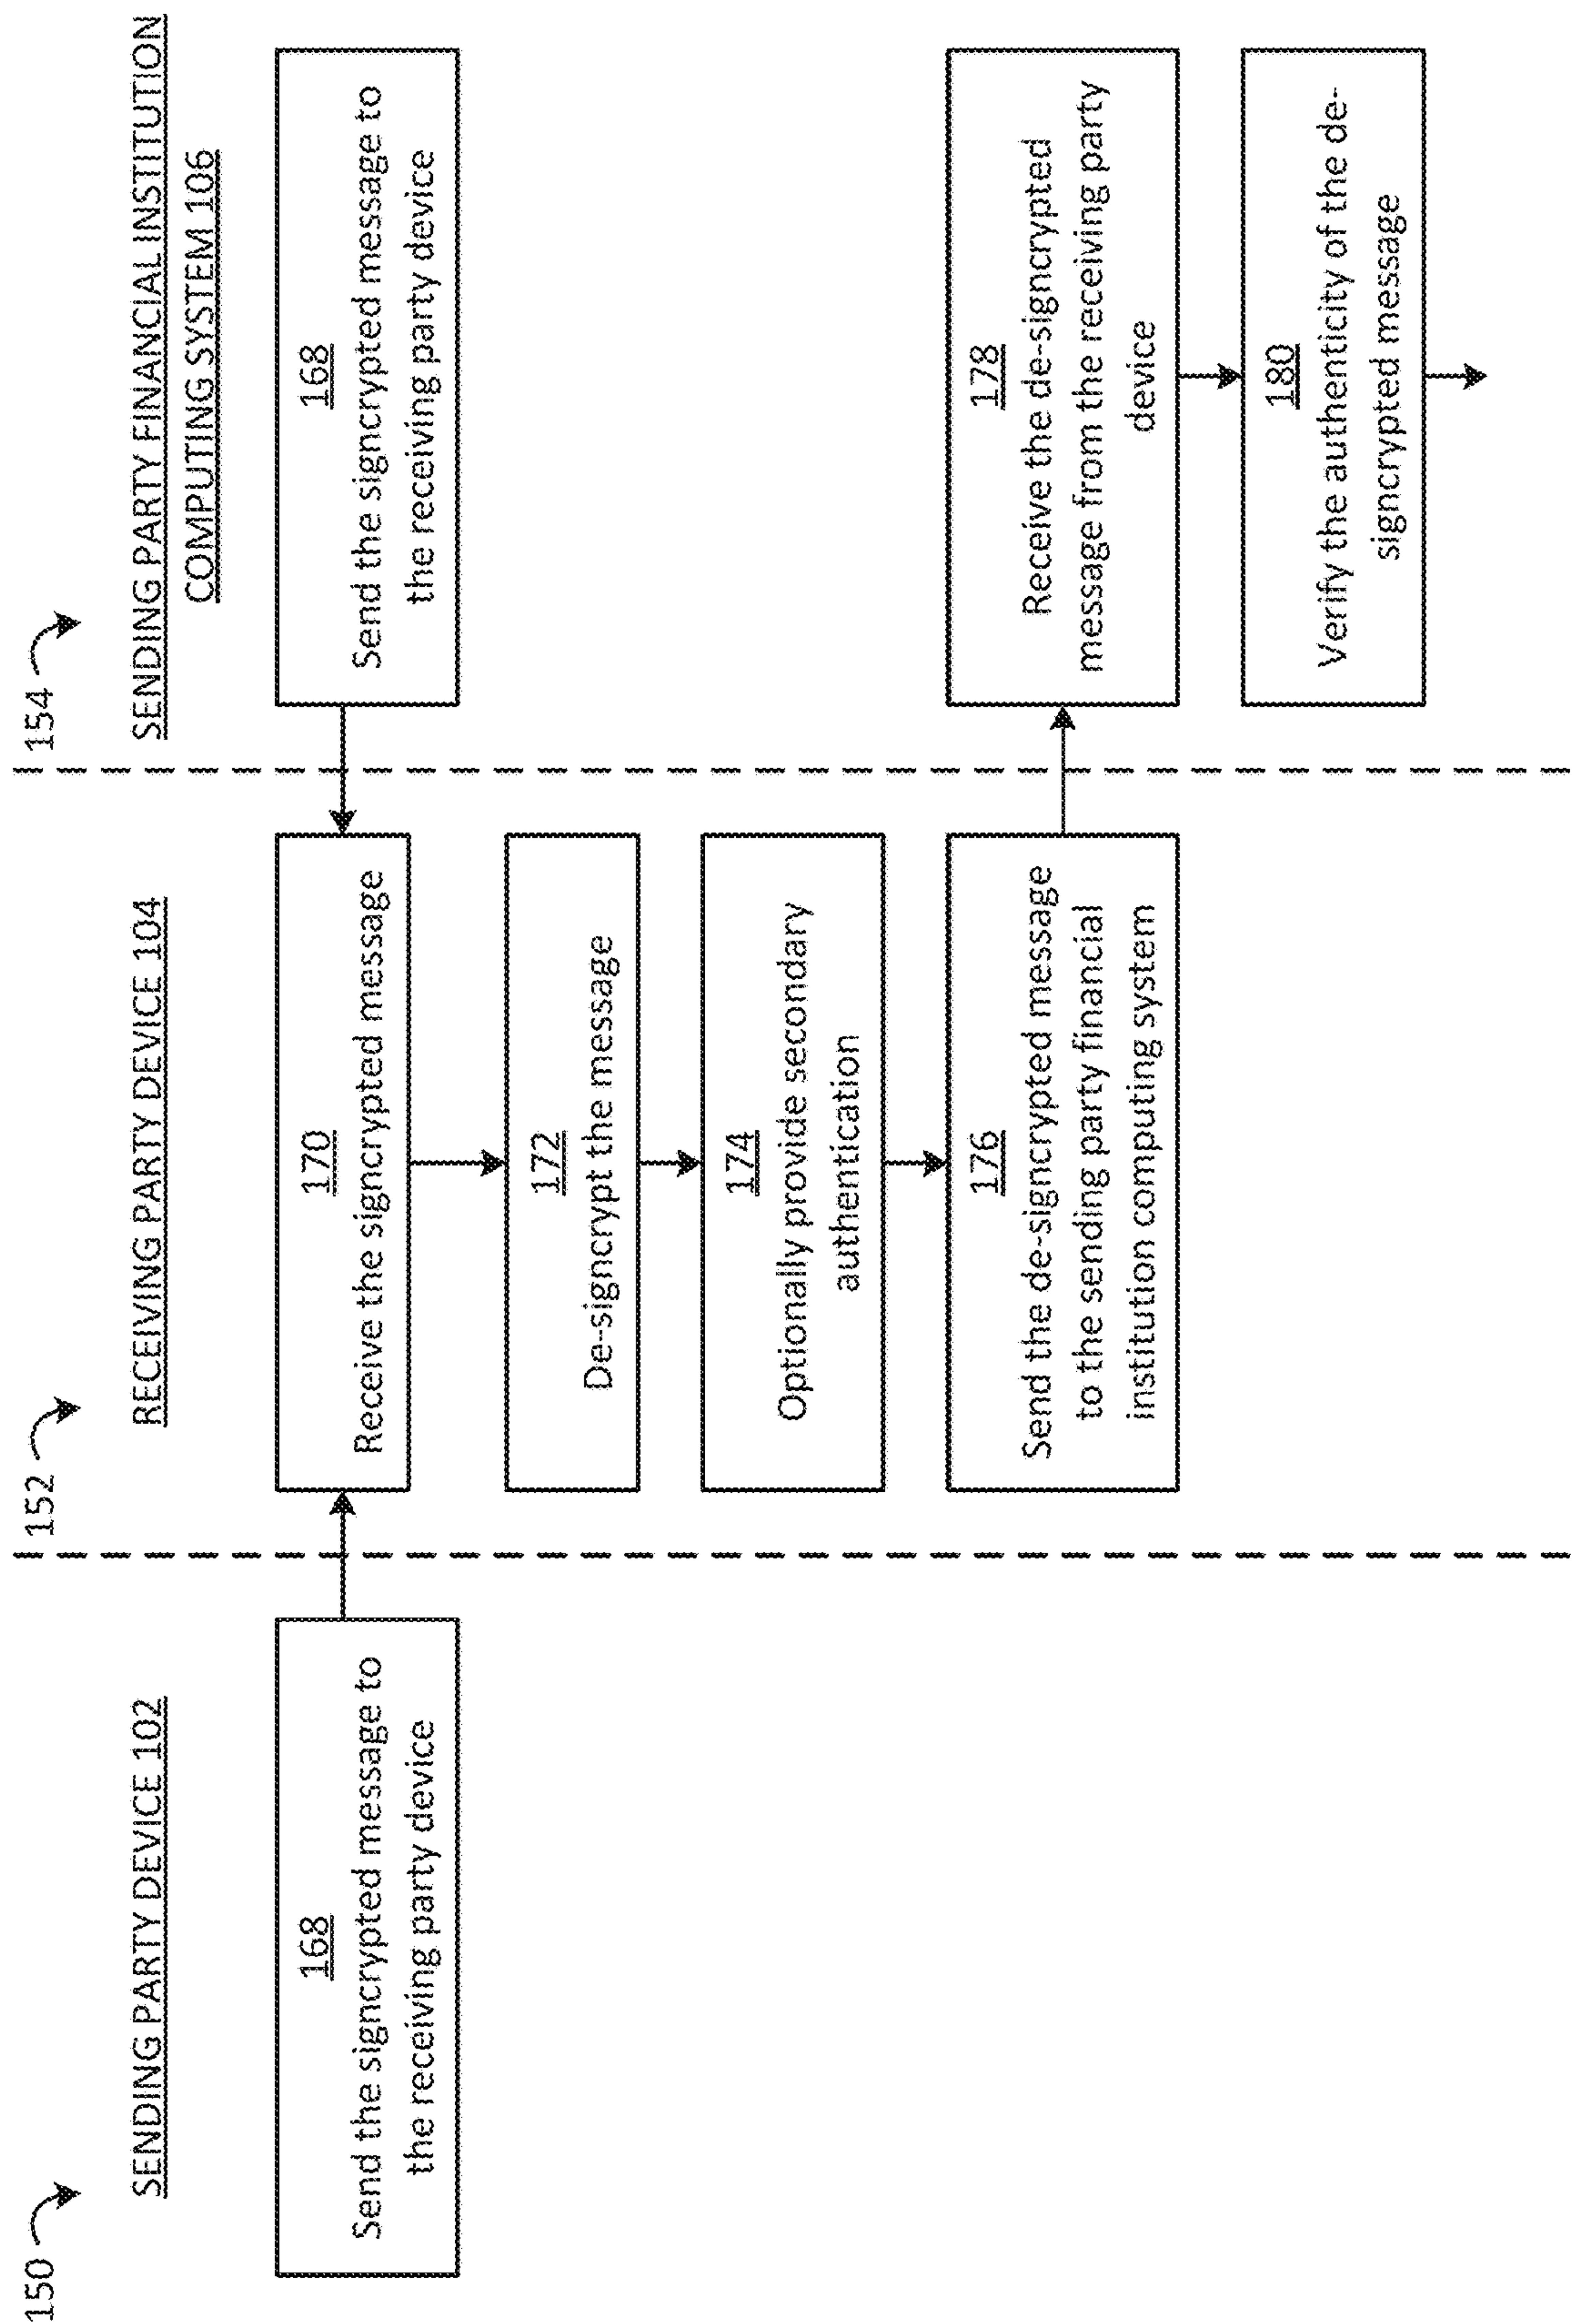 150
SENDING PARTY DEVICE 102
168
Send the signcrypted message to
the receiving party device
152
RECEIVING PARTY DEVICE 104
170
Receive the signcrypted message
172
De-signcrypt the message
174
Optionally provide secondary
authentication
176
Send the de-signcrypted message
to the sending party financial
institution computing system
154
SENDING PARTY FINANCIAL INSTITUTION
COMPUTING SYSTEM 106
168
Send the signcrypted message to
the receiving party device
178
Receive the de-signcrypted
message from the receiving party
device
180
Verify the authenticity of the de-
signcrypted message